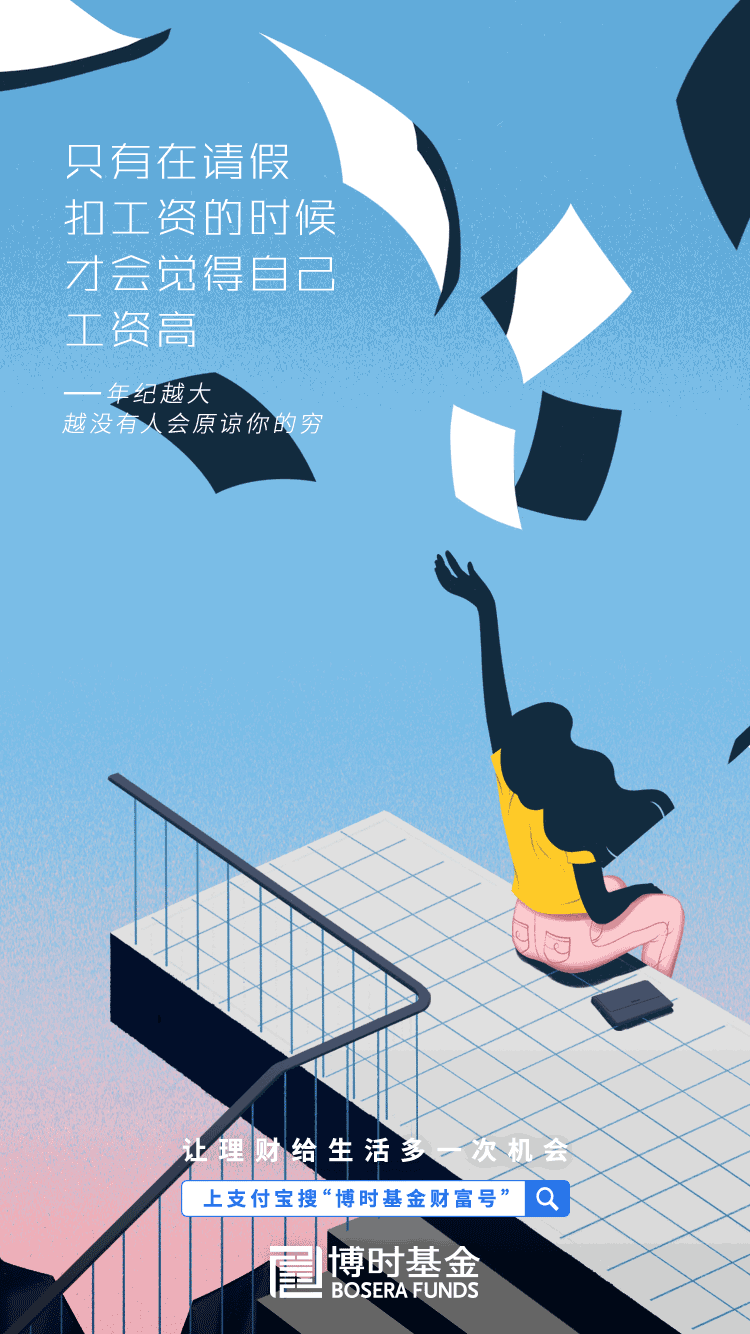 只有在请假
扣工资的时候
才会觉得自己
工资高
——年纪越大
越没有人会原谅你的穷
让理财给生活多一次机会
上支付宝搜“博时基金财富号”
博时基金
BOSERA FUNDS